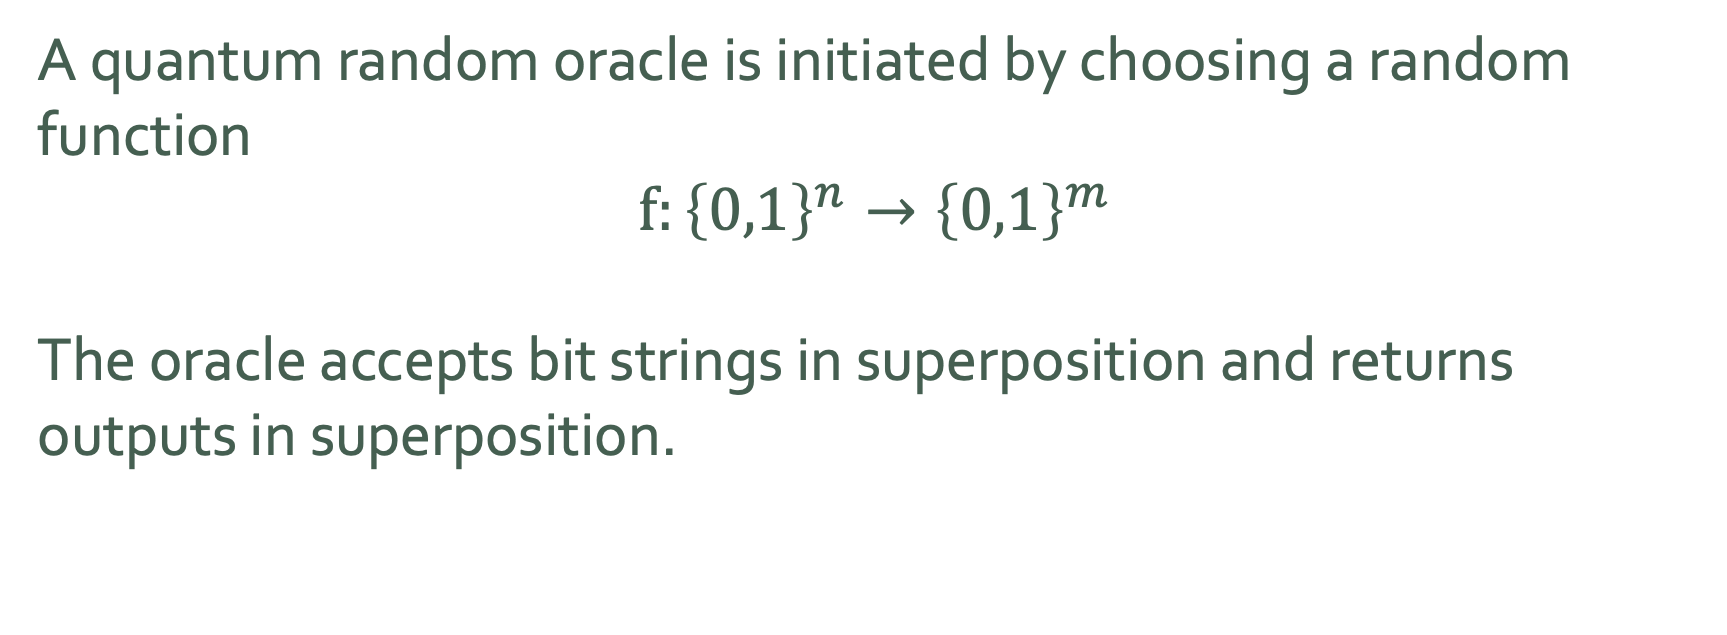 A quantum random oracle is initiated by choosing a random
function
f: {0,1}ⁿ → {0,1}ᵐ
The oracle accepts bit strings in superposition and returns
outputs in superposition.